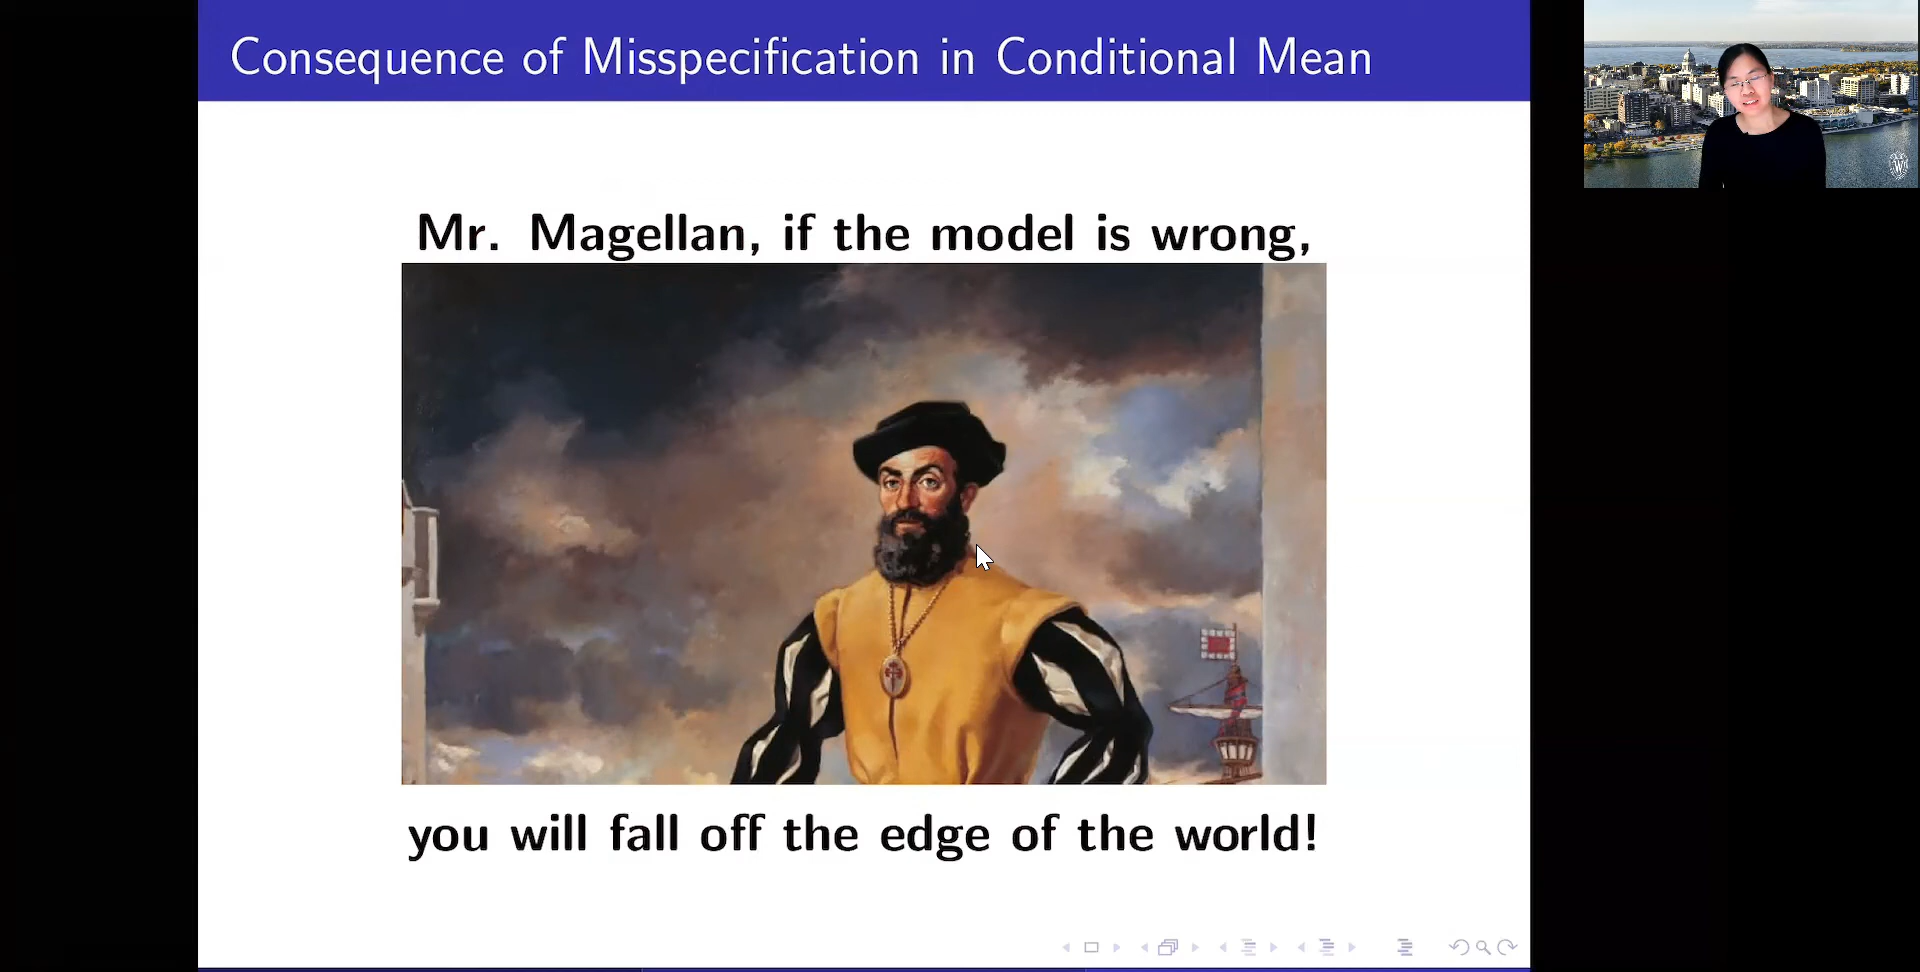 Consequence of Misspecification in Conditional Mean
Mr. Magellan, if the model is wrong,
you will fall off the edge of the world!
W